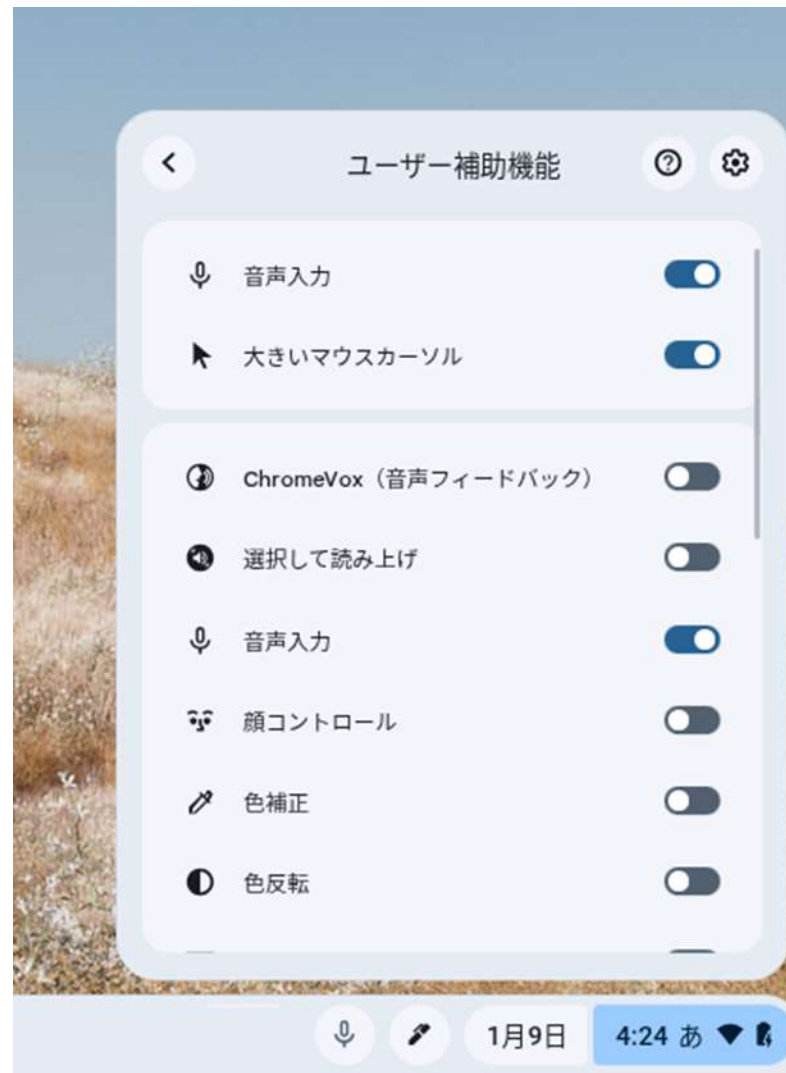 ユーザー補助機能
音声入力
大きいマウスカーソル
ChromeVox（音声フィードバック）
選択して読み上げ
音声入力
顔コントロール
色補正
色反転
1月9日
4:24 あ